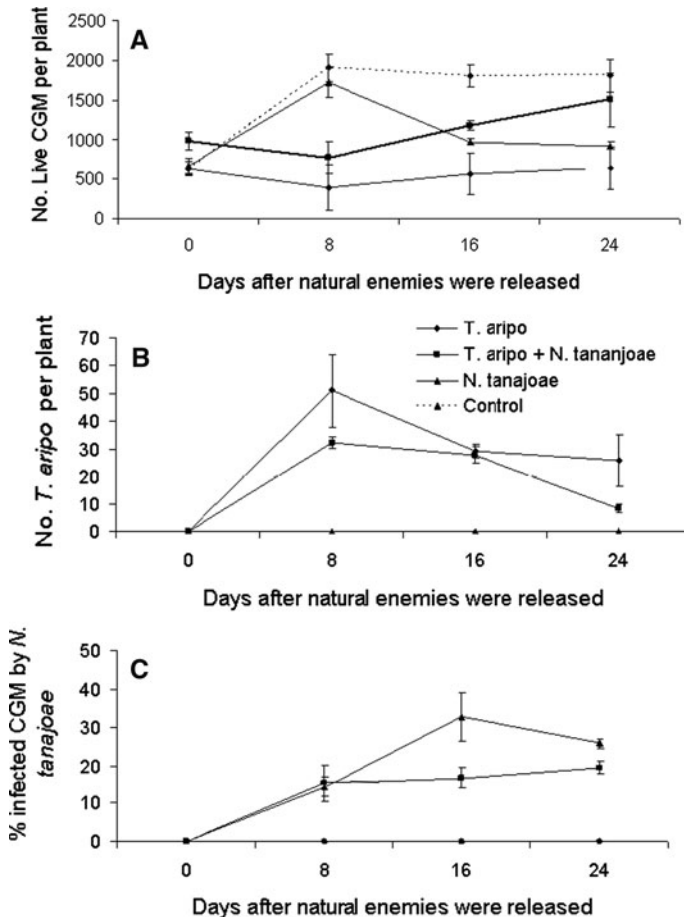 A
No. Live CGM per plant
2500
2000
1500
1000
500
0
0 8 16 24
Days after natural enemies were released
B
No. T. aripo per plant
70
60
50
40
30
20
10
0
T. aripo
T. aripo + N. tananjoae
N. tanajoae
Control
0 8 16 24
Days after natural enemies were released
C
% infected CGM by N.
tanajoae
50
40
30
20
10
0
0 8 16 24
Days after natural enemies were released